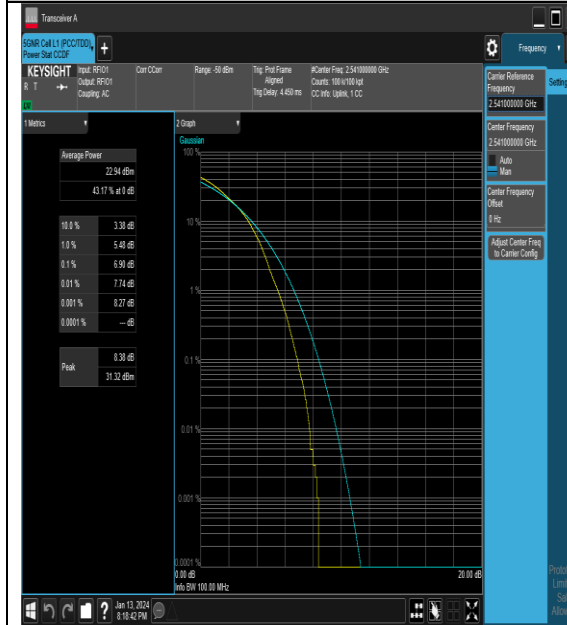 Transceiver A
5GNR Cell L1 (PCC/TDD),
Power Stat CCDF
Frequency
KEYSIGHT
R T
LV
Input: RFIO1
Output: RFIO1
Coupling: AC
Corr CCorr
Range: -50 dBm
Trig: Prot Frame
Aligned
Trig Delay: 4.450 ms
#Center Freq: 2.541000000 GHz
Counts: 100 k/100 kpt
CC Info: Uplink, 1 CC
Carrier Reference
Frequency
2.541000000 GHz
Center Frequency
2.541000000 GHz
Auto
Man
Center Frequency
Offset
0 Hz
Adjust Center Freq
to Carrier Config
1 Metrics
Average Power
22.94 dBm
43.17 % at 0 dB
10.0 % 3.38 dB
1.0 % 5.48 dB
0.1 % 6.90 dB
0.01 % 7.74 dB
0.001 % 8.27 dB
0.0001 % --- dB
Peak
8.38 dB
31.32 dBm
2 Graph
Gaussian
100 %
10 %
1 %
0.1 %
0.01 %
0.001 %
0.0001 %
0.00 dB
20.00 dB
Info BW 100.00 MHz
Jan 13, 2024
8:18:42 PM